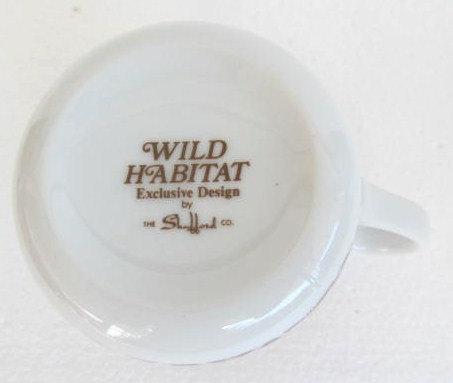 WILD
HABITAT
Exclusive Design
by
THE Shafford CO.